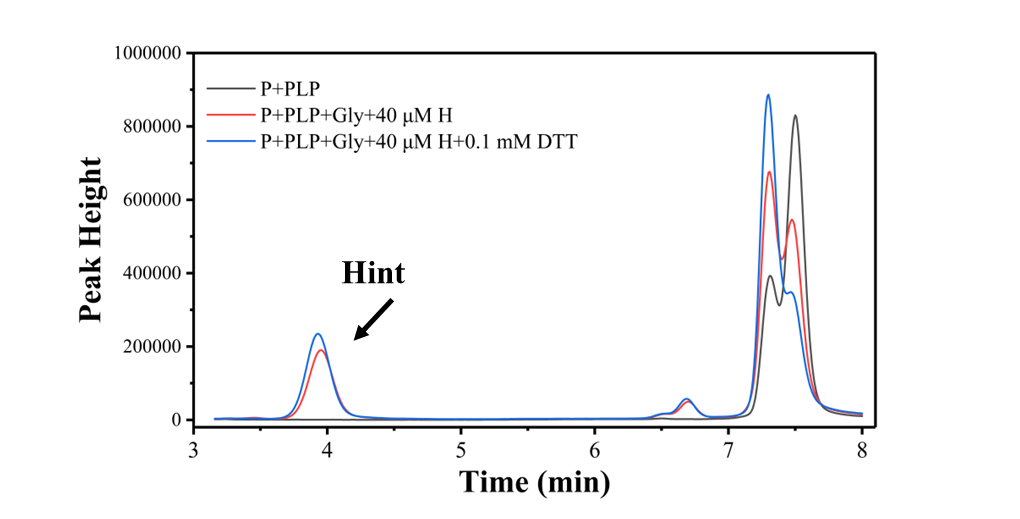 1000000
800000
600000
400000
200000
0
Peak Height
P+PLP
P+PLP+Gly+40 μM H
P+PLP+Gly+40 μM H+0.1 mM DTT
Hint
3 4 5 6 7 8
Time (min)